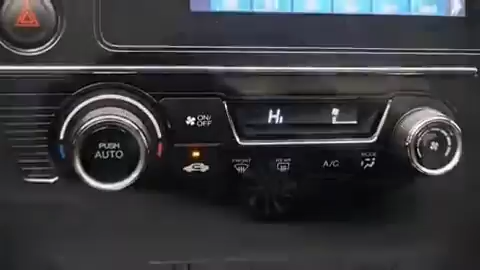 ON/
OFF
Hi
PUSH
AUTO
FRONT
REAR
A/C
MODE